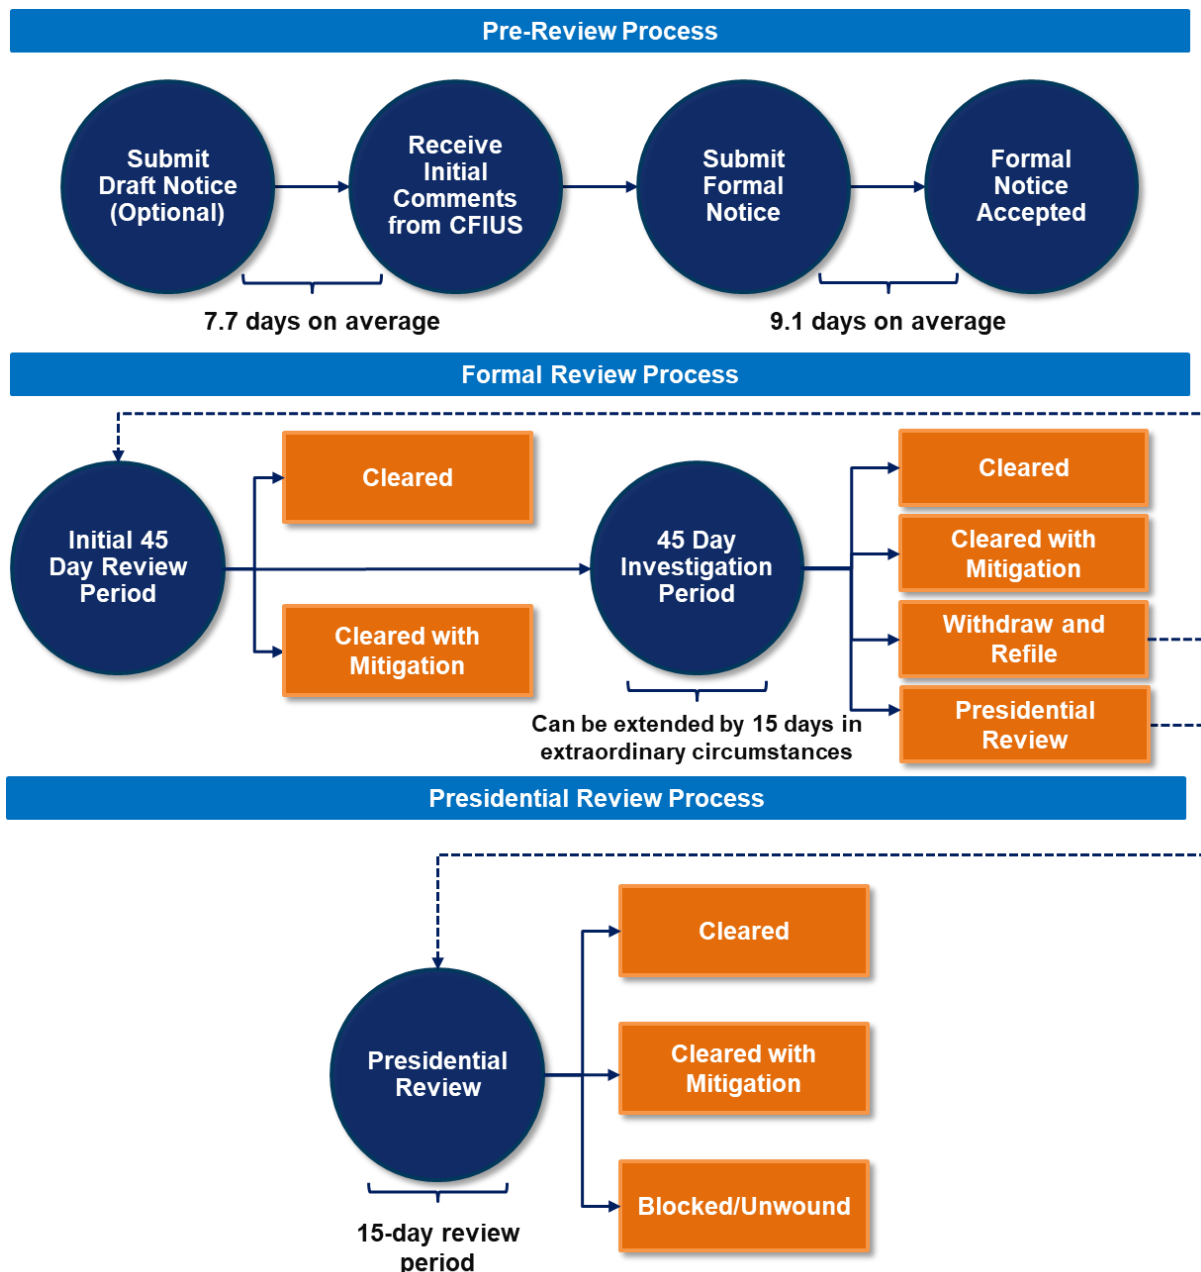 Pre-Review Process
Submit
Draft Notice
(Optional)
Receive
Initial
Comments
from CFIUS
Submit
Formal
Notice
Formal
Notice
Accepted
7.7 days on average
9.1 days on average
Formal Review Process
Initial 45
Day Review
Period
Cleared
Cleared with
Mitigation
45 Day
Investigation
Period
Can be extended by 15 days in
extraordinary circumstances
Cleared
Cleared with
Mitigation
Withdraw and
Refile
Presidential
Review
Presidential Review Process
Presidential
Review
15-day review
period
Cleared
Cleared with
Mitigation
Blocked/Unwound